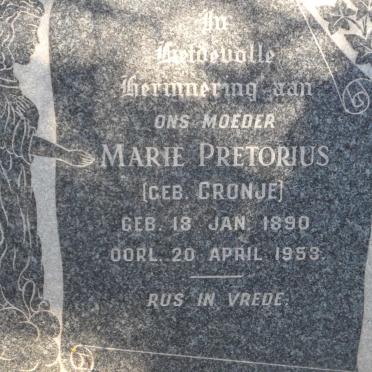 In
Liefdevolle
Herinnering aan
ONS MOEDER
MARIE PRETORIUS
(GEB. CRONJE)
GEB. 13 JAN. 1890
OORL. 20 APRIL 1953.
RUS IN VREDE.